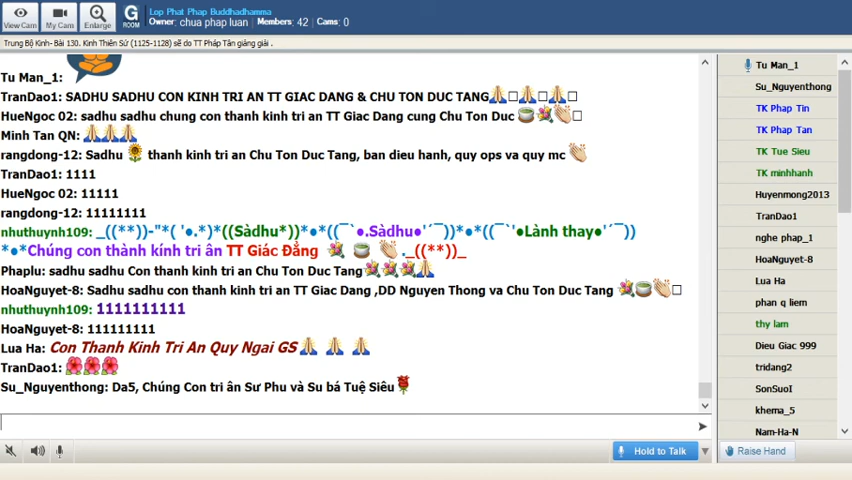 View Cam
My Cam
Enlarge
G
ROOM
Lop Phat Phap Buddhadhamma
Owner: chua phap luan Members: 42 Cams: 0
Trung Bộ Kinh- Bài 130. Kinh Thiên Sứ (1125-1128) sẽ do TT Pháp Tân giảng giải .
Tu Man_1:
TranDao1: SADHU SADHU CON KINH TRI AN TT GIAC DANG & CHU TON DUC TANG
HueNgoc 02: sadhu sadhu chung con thanh kinh tri an TT Giac Dang cung Chu Ton Duc
Minh Tan QN:
rangdong-12: Sadhu thanh kinh tri an Chu Ton Duc Tang, ban dieu hanh, quy ops va quy mc
TranDao1: 1111
HueNgoc 02: 11111
rangdong-12: 11111111
nhuthuynh109: _((**))-"*( '●.*)*((Sàdhu*))*●*((¯`●.Sàdhu●'´¯))*●*((¯`'●Lành thay●'´¯))
*●*Chúng con thành kính tri ân TT Giác Đẳng ._((**))_
Phaplu: sadhu sadhu Con thanh kinh tri an Chu Ton Duc Tang
HoaNguyet-8: Sadhu sadhu con thanh kinh tri an TT Giac Dang ,DD Nguyen Thong va Chu Ton Duc Tang
nhuthuynh109: 1111111111
HoaNguyet-8: 111111111
Lua Ha: Con Thanh Kinh Tri An Quy Ngai GS
TranDao1:
Su_Nguyenthong: Da5, Chúng Con tri ân Sư Phu và Su bá Tuệ Siêu
Hold to Talk
Tu Man_1
Su_Nguyenthong
TK Phap Tin
TK Phap Tan
TK Tue Sieu
TK minhhanh
Huyenmong2013
TranDao1
nghe phap_1
HoaNguyet-8
Lua Ha
phan q liem
thy lam
Dieu Giac 999
tridang2
SonSuoI
khema_5
Nam-Ha-N
Raise Hand